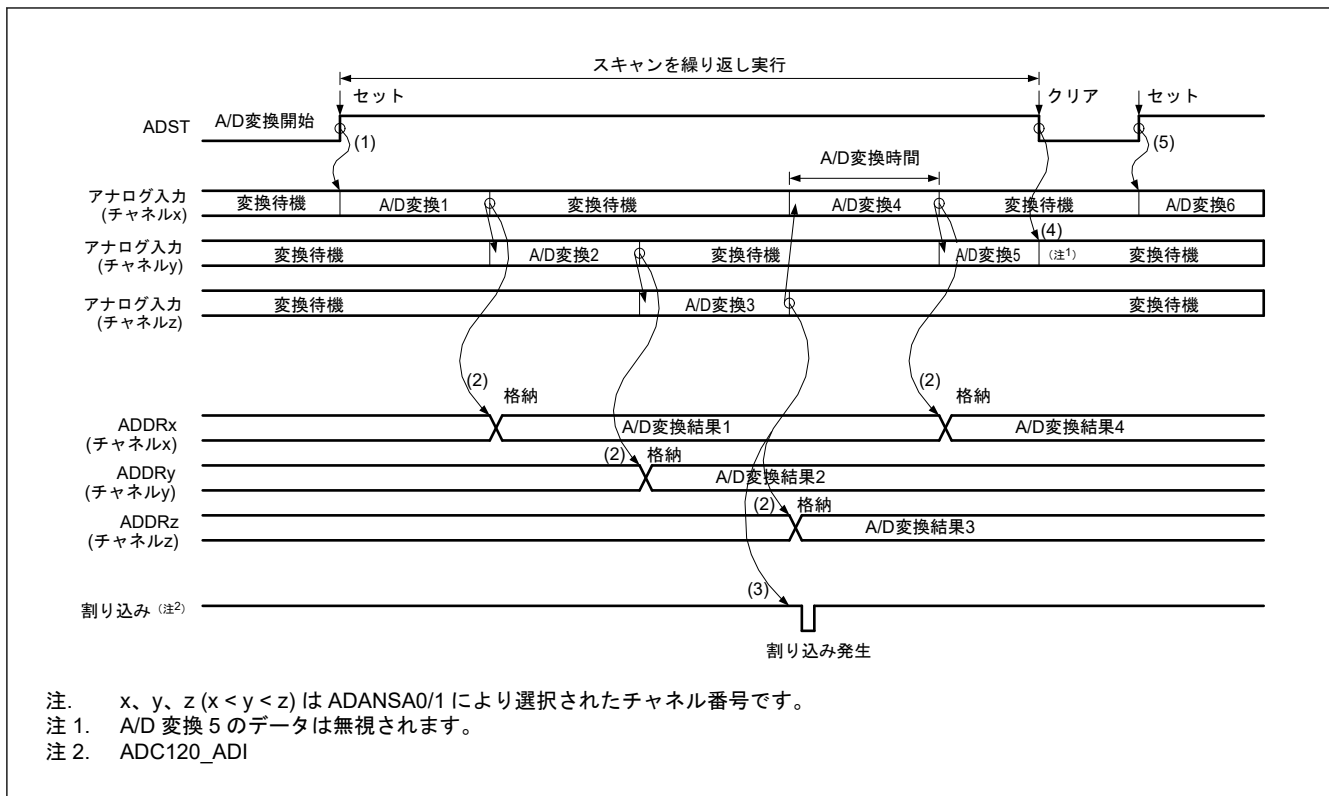 スキャンを繰り返し実行
セット
クリア
セット
ADST
A/D変換開始
(1)
(5)
A/D変換時間
アナログ入力
(チャネルx)
変換待機
A/D変換1
変換待機
A/D変換4
変換待機
A/D変換6
(4)
アナログ入力
(チャネルy)
変換待機
A/D変換2
変換待機
A/D変換5
(注1)
変換待機
アナログ入力
(チャネルz)
変換待機
A/D変換3
変換待機
(2)
格納
(2)
格納
ADDRx
(チャネルx)
A/D変換結果1
A/D変換結果4
(2)
格納
ADDRy
(チャネルy)
A/D変換結果2
(2)
格納
ADDRz
(チャネルz)
A/D変換結果3
(3)
割り込み (注2)
割り込み発生
注. x、y、z (x < y < z) は ADANSA0/1 により選択されたチャネル番号です。
注 1. A/D 変換 5 のデータは無視されます。
注 2. ADC120_ADI